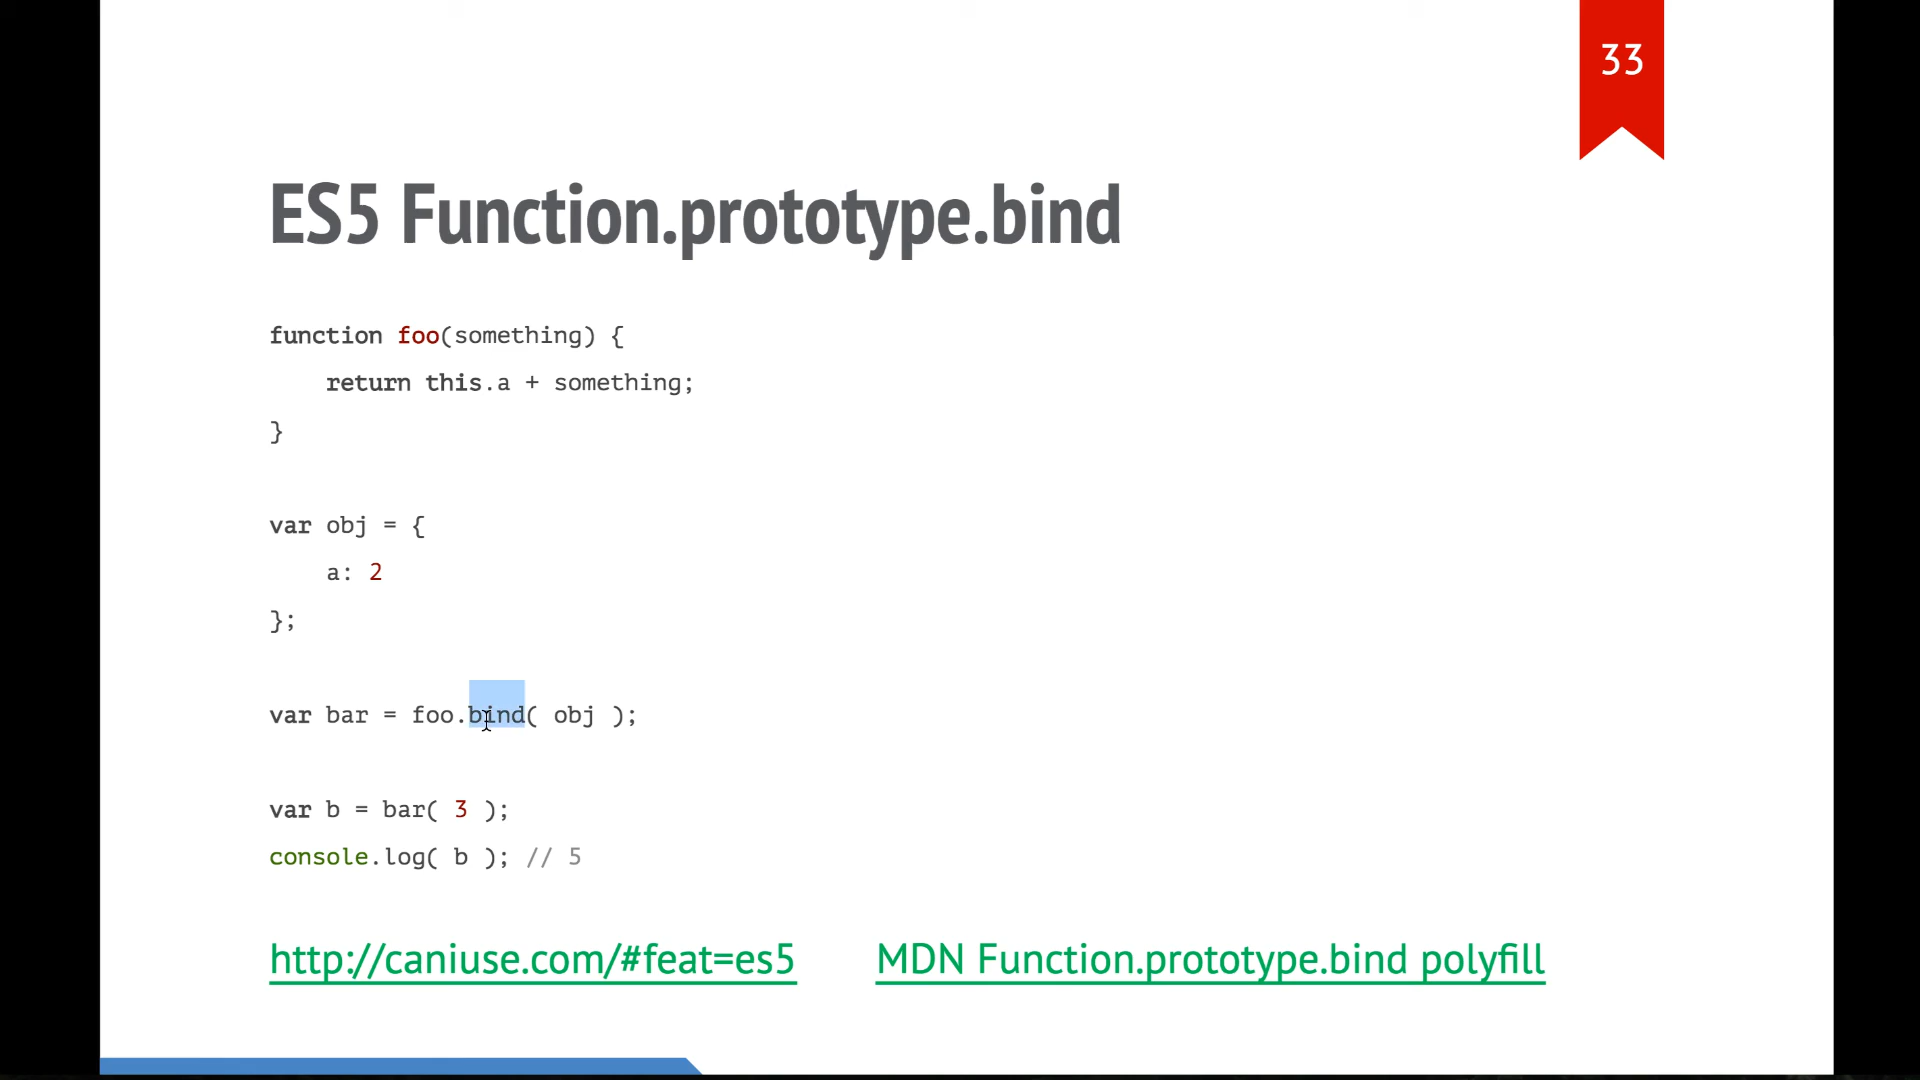 33
ES5 Function.prototype.bind
function foo(something) {
    return this.a + something;
}
var obj = {
    a: 2
};
var bar = foo.bind( obj );
var b = bar( 3 );
console.log( b ); // 5
http://caniuse.com/#feat=es5 MDN Function.prototype.bind polyfill